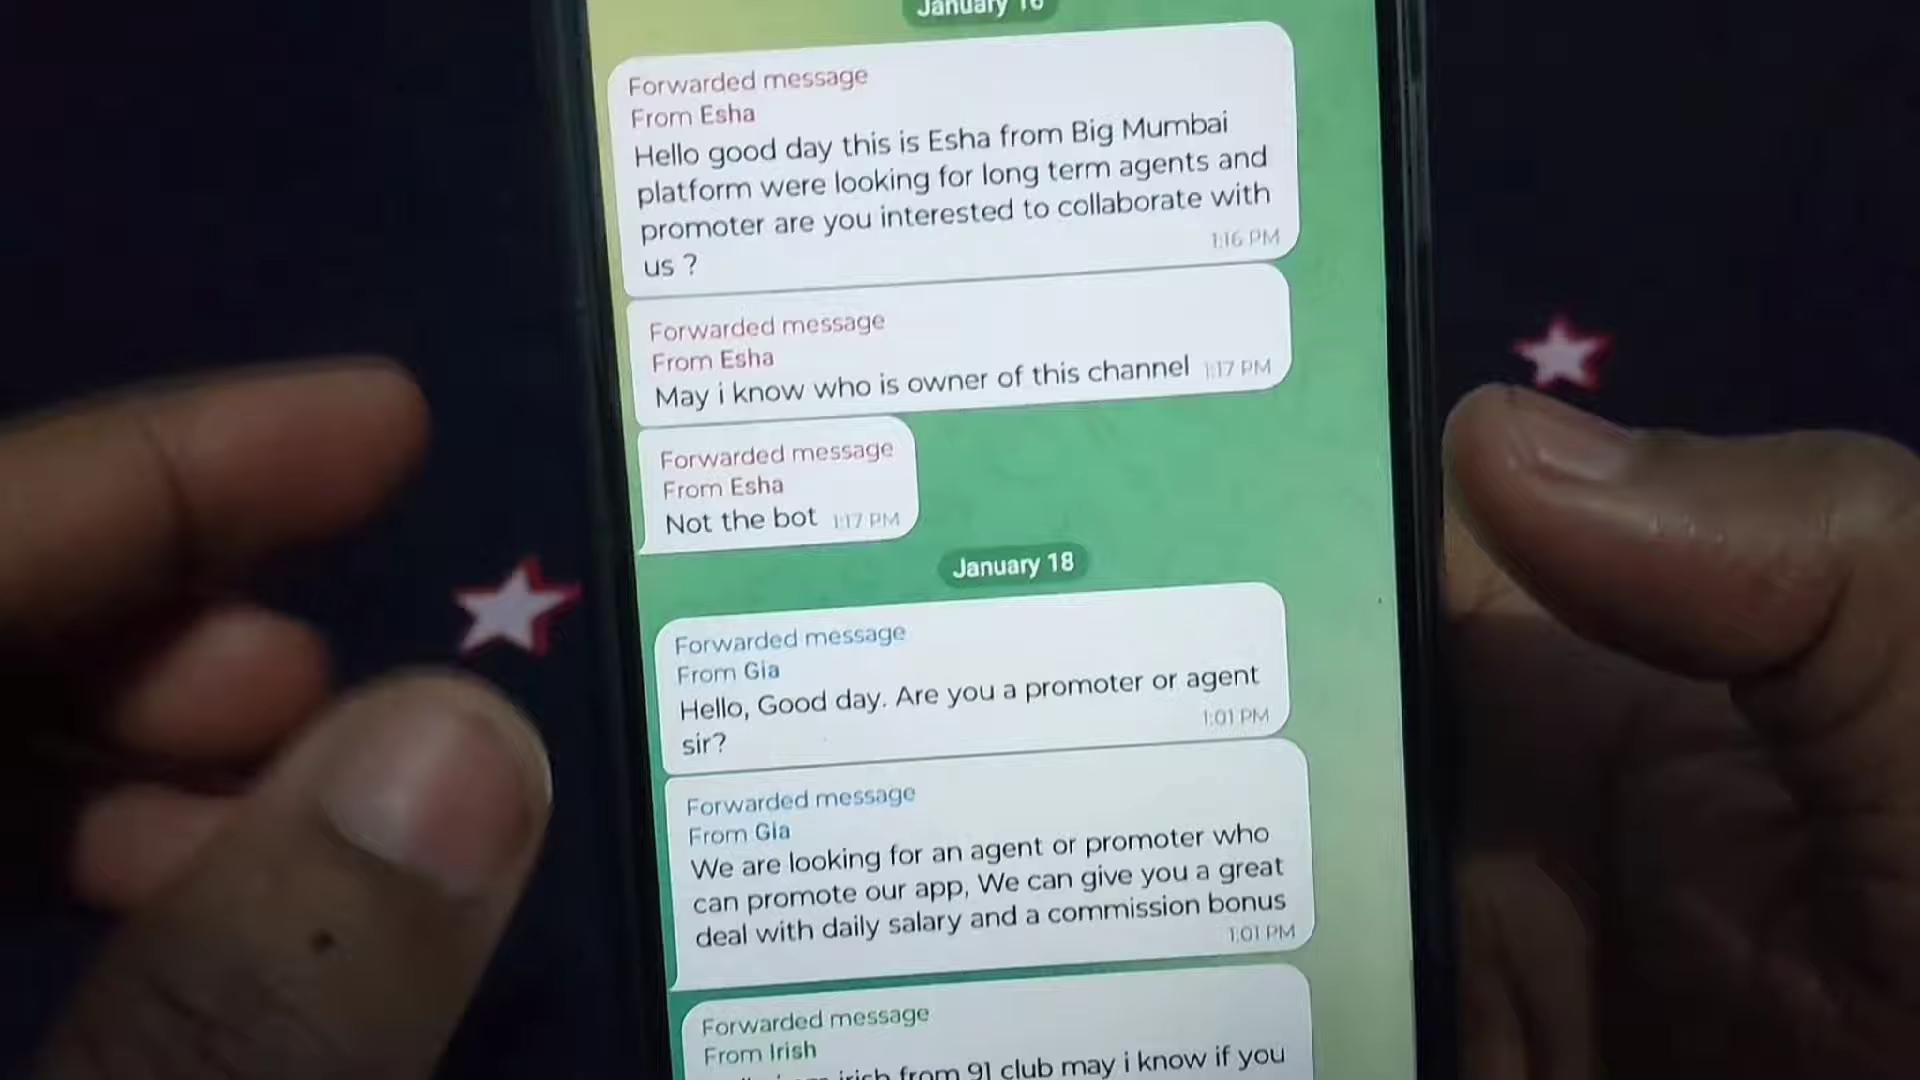 January 16
Forwarded message
From Esha
Hello good day this is Esha from Big Mumbai
platform were looking for long term agents and
promoter are you interested to collaborate with
us ?
1:16 PM
Forwarded message
From Esha
May i know who is owner of this channel 1:17 PM
Forwarded message
From Esha
Not the bot 1:17 PM
January 18
Forwarded message
From Gia
Hello, Good day. Are you a promoter or agent
sir?
1:01 PM
Forwarded message
From Gia
We are looking for an agent or promoter who
can promote our app, We can give you a great
deal with daily salary and a commission bonus
1:01 PM
Forwarded message
From Irish
irish from 91 club may i know if you